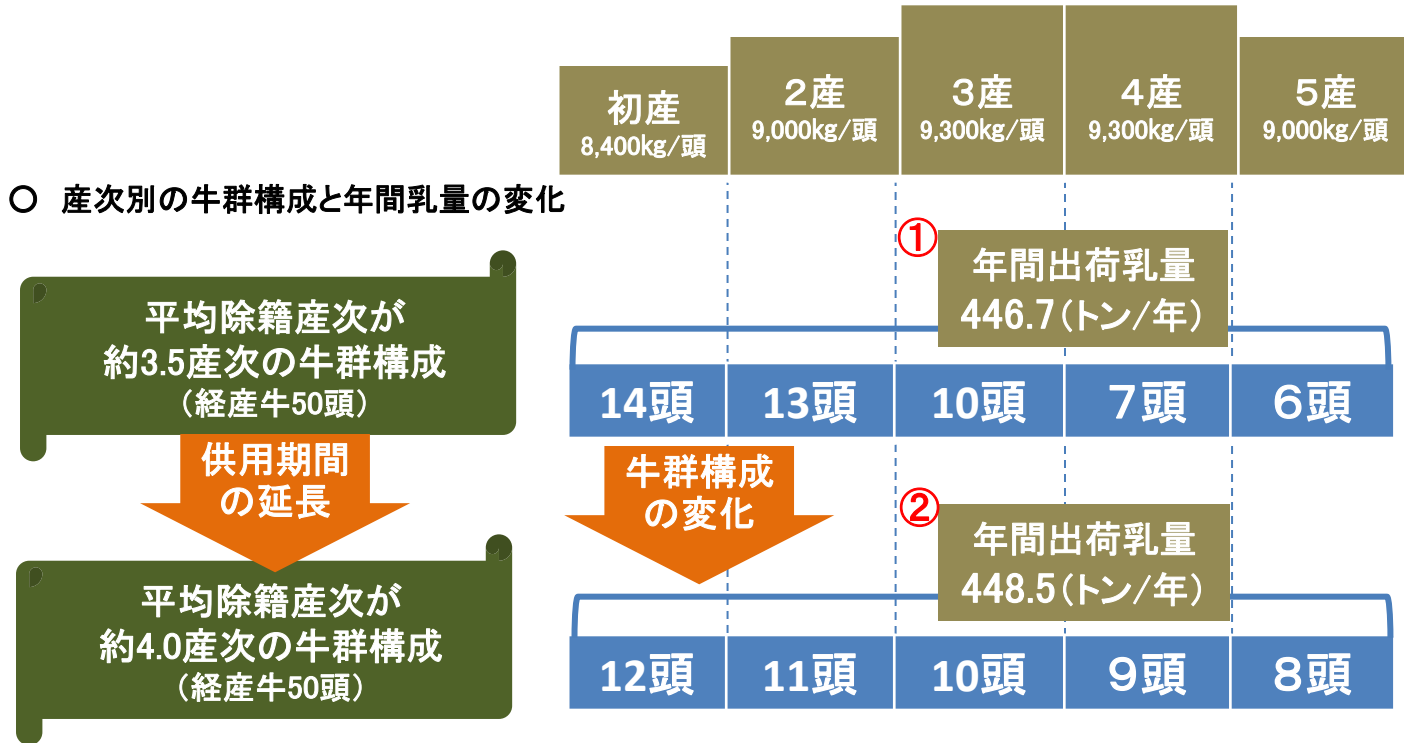 初産
8,400kg/頭
２産
9,000kg/頭
３産
9,300kg/頭
４産
9,300kg/頭
５産
9,000kg/頭
○　産次別の牛群構成と年間乳量の変化
①
年間出荷乳量
446.7(トン/年)
平均除籍産次が
約3.5産次の牛群構成
（経産牛50頭）
14頭
13頭
10頭
７頭
６頭
供用期間
の延長
牛群構成
の変化
②
年間出荷乳量
448.5(トン/年)
平均除籍産次が
約4.0産次の牛群構成
（経産牛50頭）
12頭
11頭
10頭
９頭
８頭